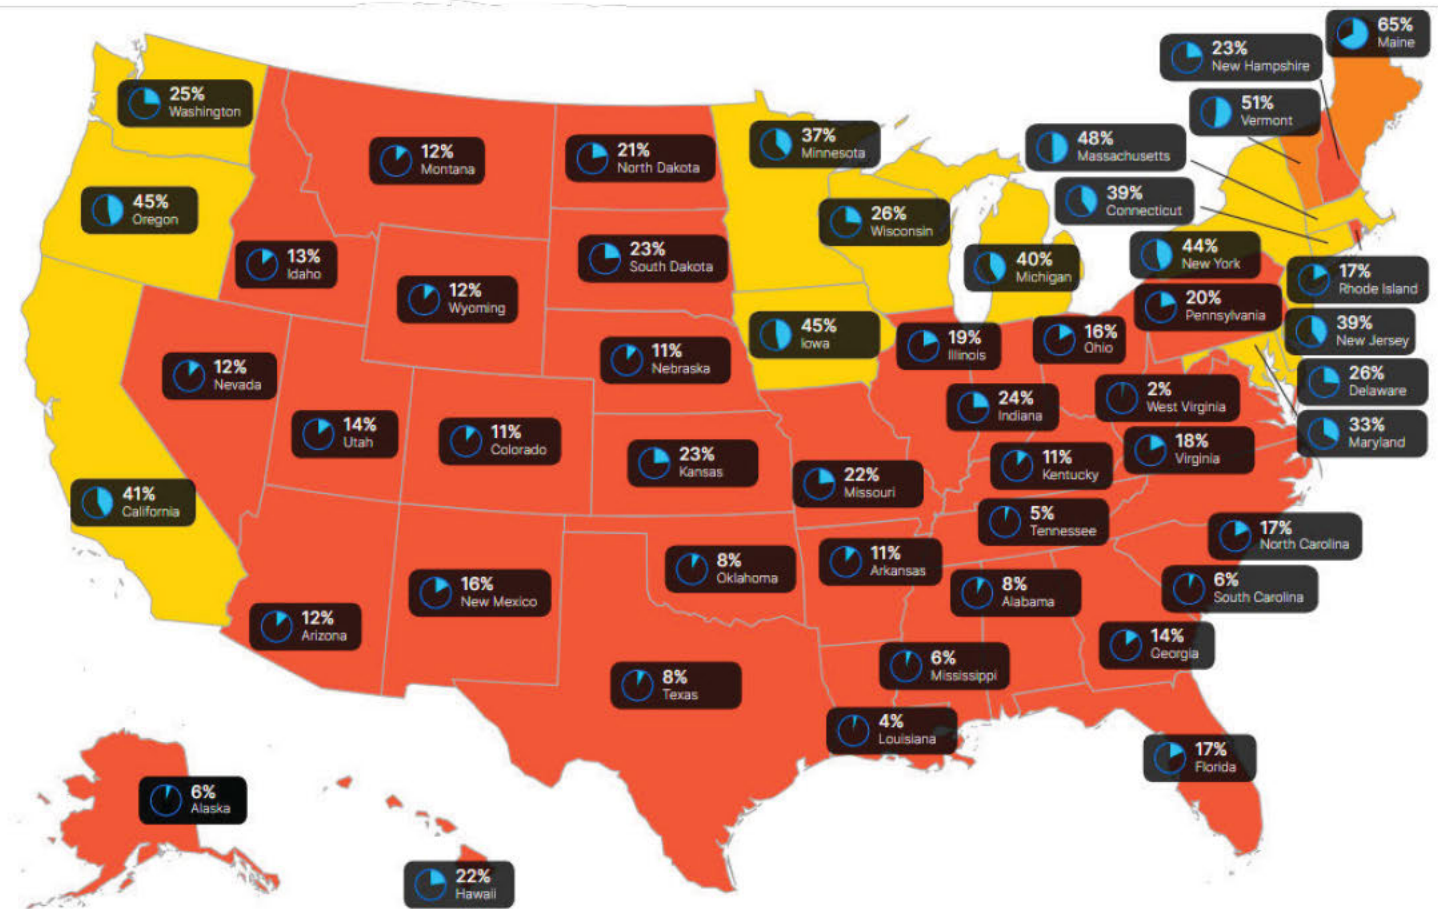 65%
Maine
23%
New Hampshire
51%
Vermont
25%
Washington
48%
Massachusetts
37%
Minnesota
12%
Montana
21%
North Dakota
39%
Connecticut
45%
Oregon
26%
Wisconsin
44%
New York
13%
Idaho
23%
South Dakota
40%
Michigan
17%
Rhode Island
12%
Wyoming
20%
Pennsylvania
45%
Iowa
19%
Illinois
16%
Ohio
39%
New Jersey
11%
Nebraska
12%
Nevada
26%
Delaware
24%
Indiana
2%
West Virginia
14%
Utah
11%
Colorado
33%
Maryland
18%
Virginia
23%
Kansas
11%
Kentucky
22%
Missouri
41%
California
5%
Tennessee
17%
North Carolina
8%
Oklahoma
11%
Arkansas
16%
New Mexico
8%
Alabama
6%
South Carolina
12%
Arizona
14%
Georgia
6%
Mississippi
8%
Texas
4%
Louisiana
17%
Florida
6%
Alaska
22%
Hawaii